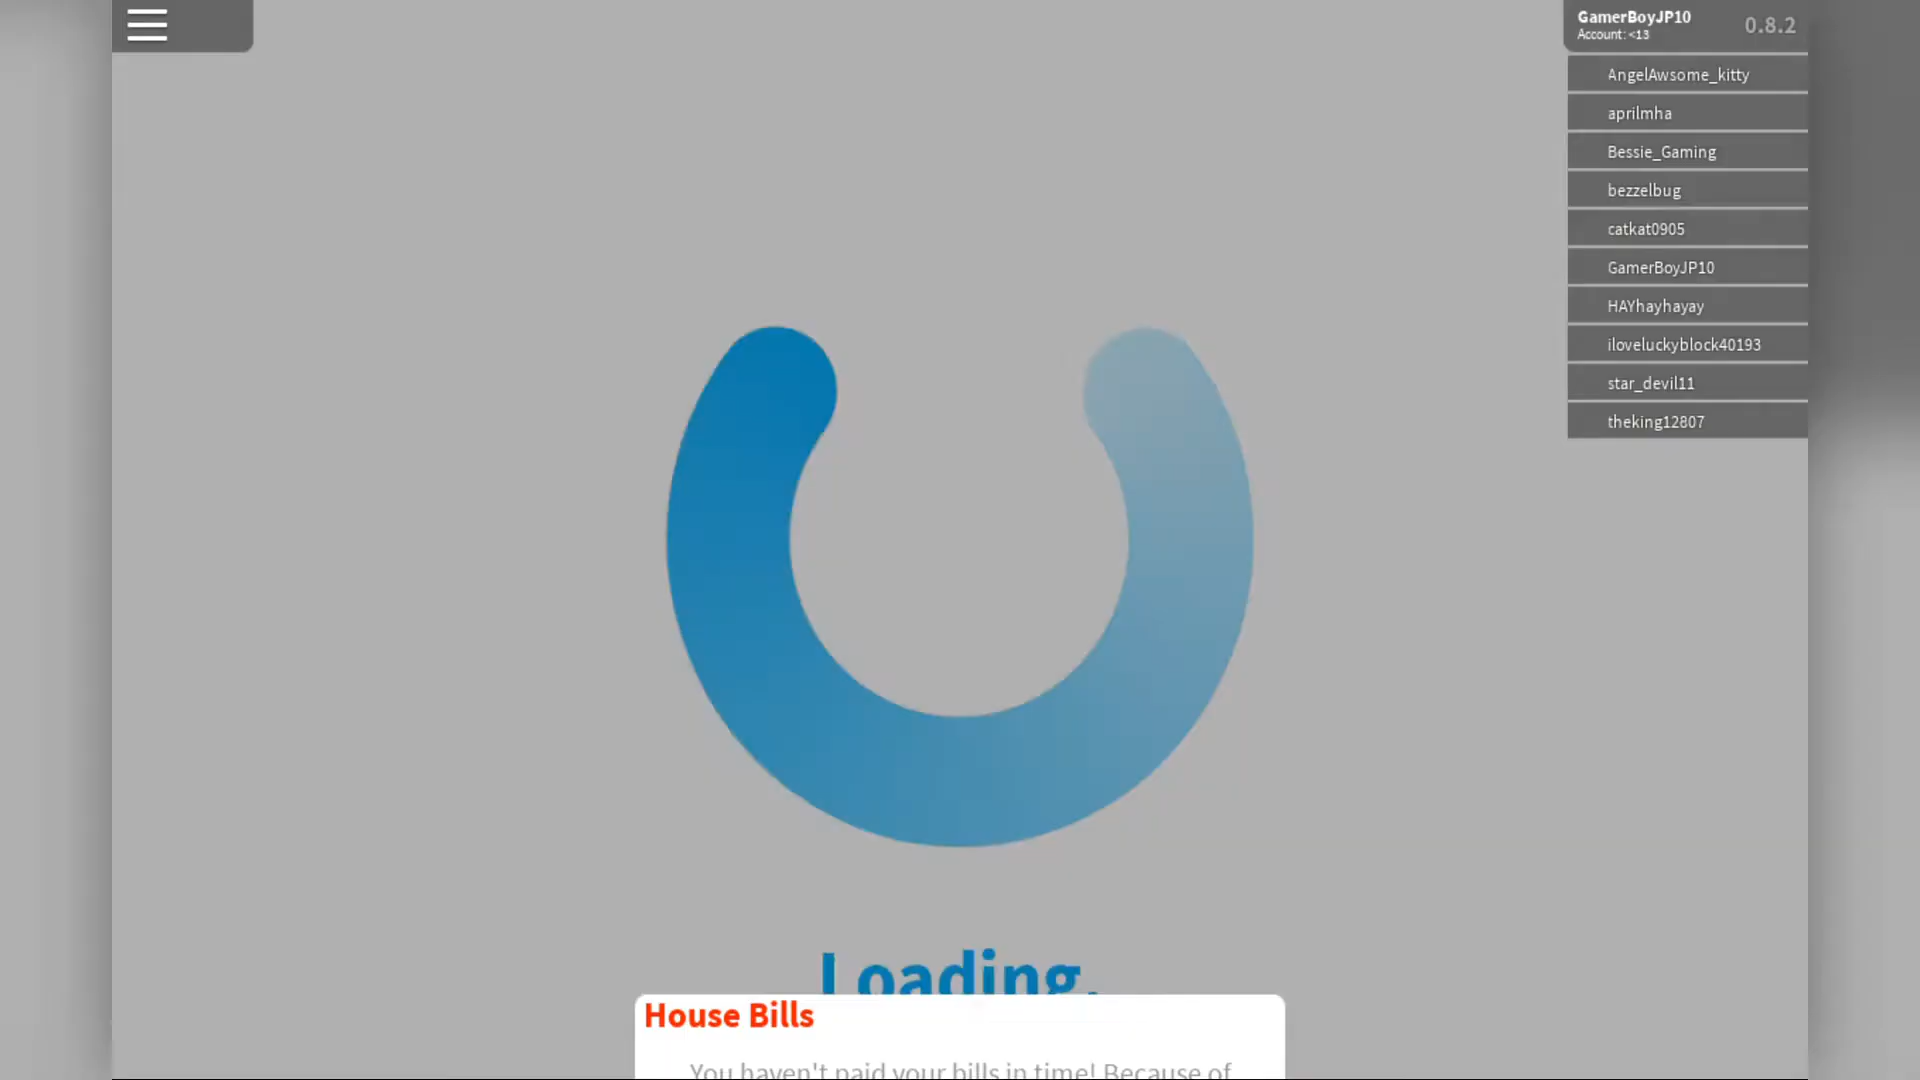 GamerBoyJP10
Account: <13
0.8.2
AngelAwsome_kitty
aprilmha
Bessie_Gaming
bezzelbug
catkat0905
GamerBoyJP10
HAYhayhayay
iloveluckyblock40193
star_devil11
theking12807
Loading.
House Bills
You haven't paid your bills in time! Because of